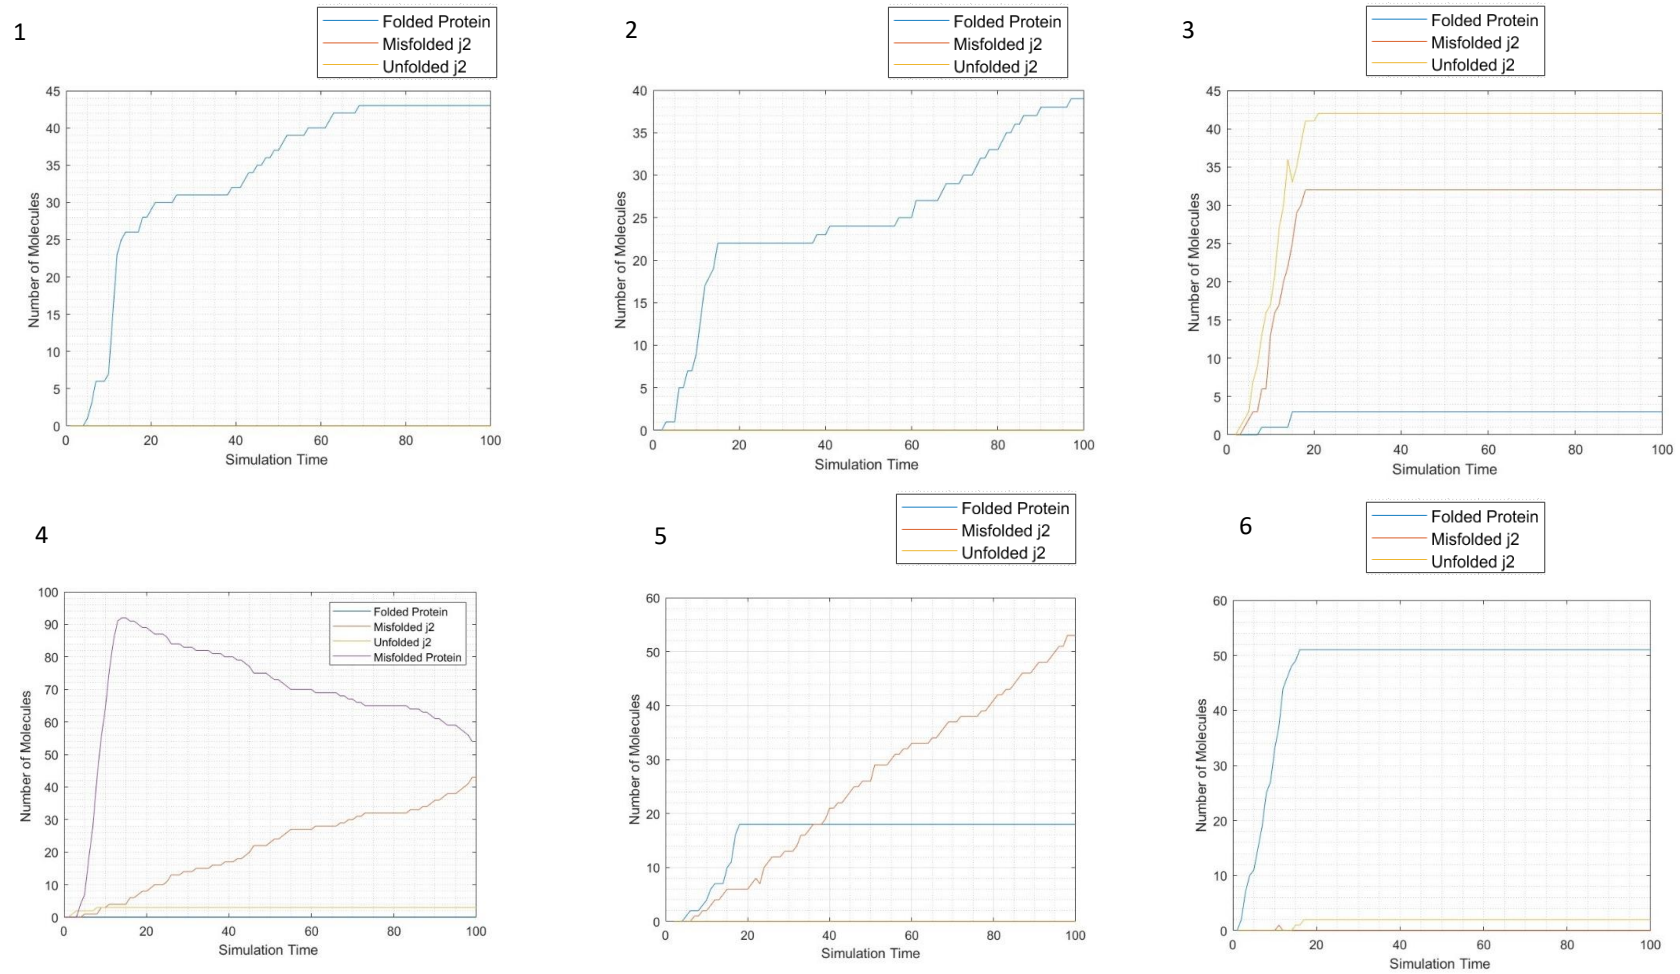 1
Folded Protein
Misfolded j2
Unfolded j2
45
40
35
30
25
20
15
10
5
0
0 20 40 60 80 100
Number of Molecules
Simulation Time
2
Folded Protein
Misfolded j2
Unfolded j2
40
35
30
25
20
15
10
5
0
0 20 40 60 80 100
Number of Molecules
Simulation Time
3
Folded Protein
Misfolded j2
Unfolded j2
45
40
35
30
25
20
15
10
5
0
0 20 40 60 80 100
Number of Molecules
Simulation Time
4
Folded Protein
Misfolded j2
Unfolded j2
Misfolded Protein
100
90
80
70
60
50
40
30
20
10
0
0 20 40 60 80 100
Number of Molecules
Simulation Time
5
Folded Protein
Misfolded j2
Unfolded j2
60
50
40
30
20
10
0
0 20 40 60 80 100
Number of Molecules
Simulation Time
6
Folded Protein
Misfolded j2
Unfolded j2
60
50
40
30
20
10
0
0 20 40 60 80 100
Number of Molecules
Simulation Time